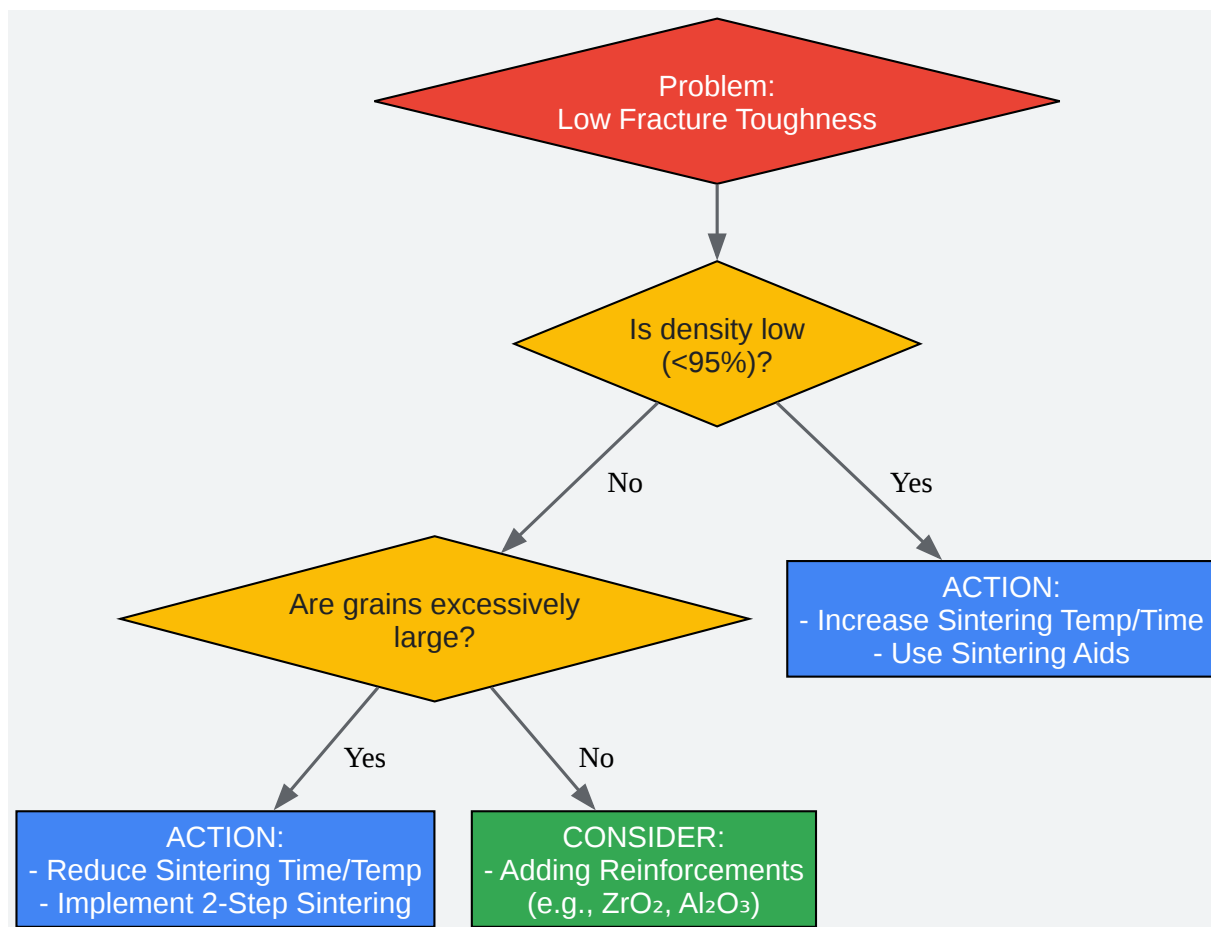 Problem:
Low Fracture Toughness
Is density low
(<95%)?
No
Yes
Are grains excessively
large?
ACTION:
- Increase Sintering Temp/Time
- Use Sintering Aids
Yes
No
ACTION:
- Reduce Sintering Time/Temp
- Implement 2-Step Sintering
CONSIDER:
- Adding Reinforcements
(e.g., ZrO₂, Al₂O₃)